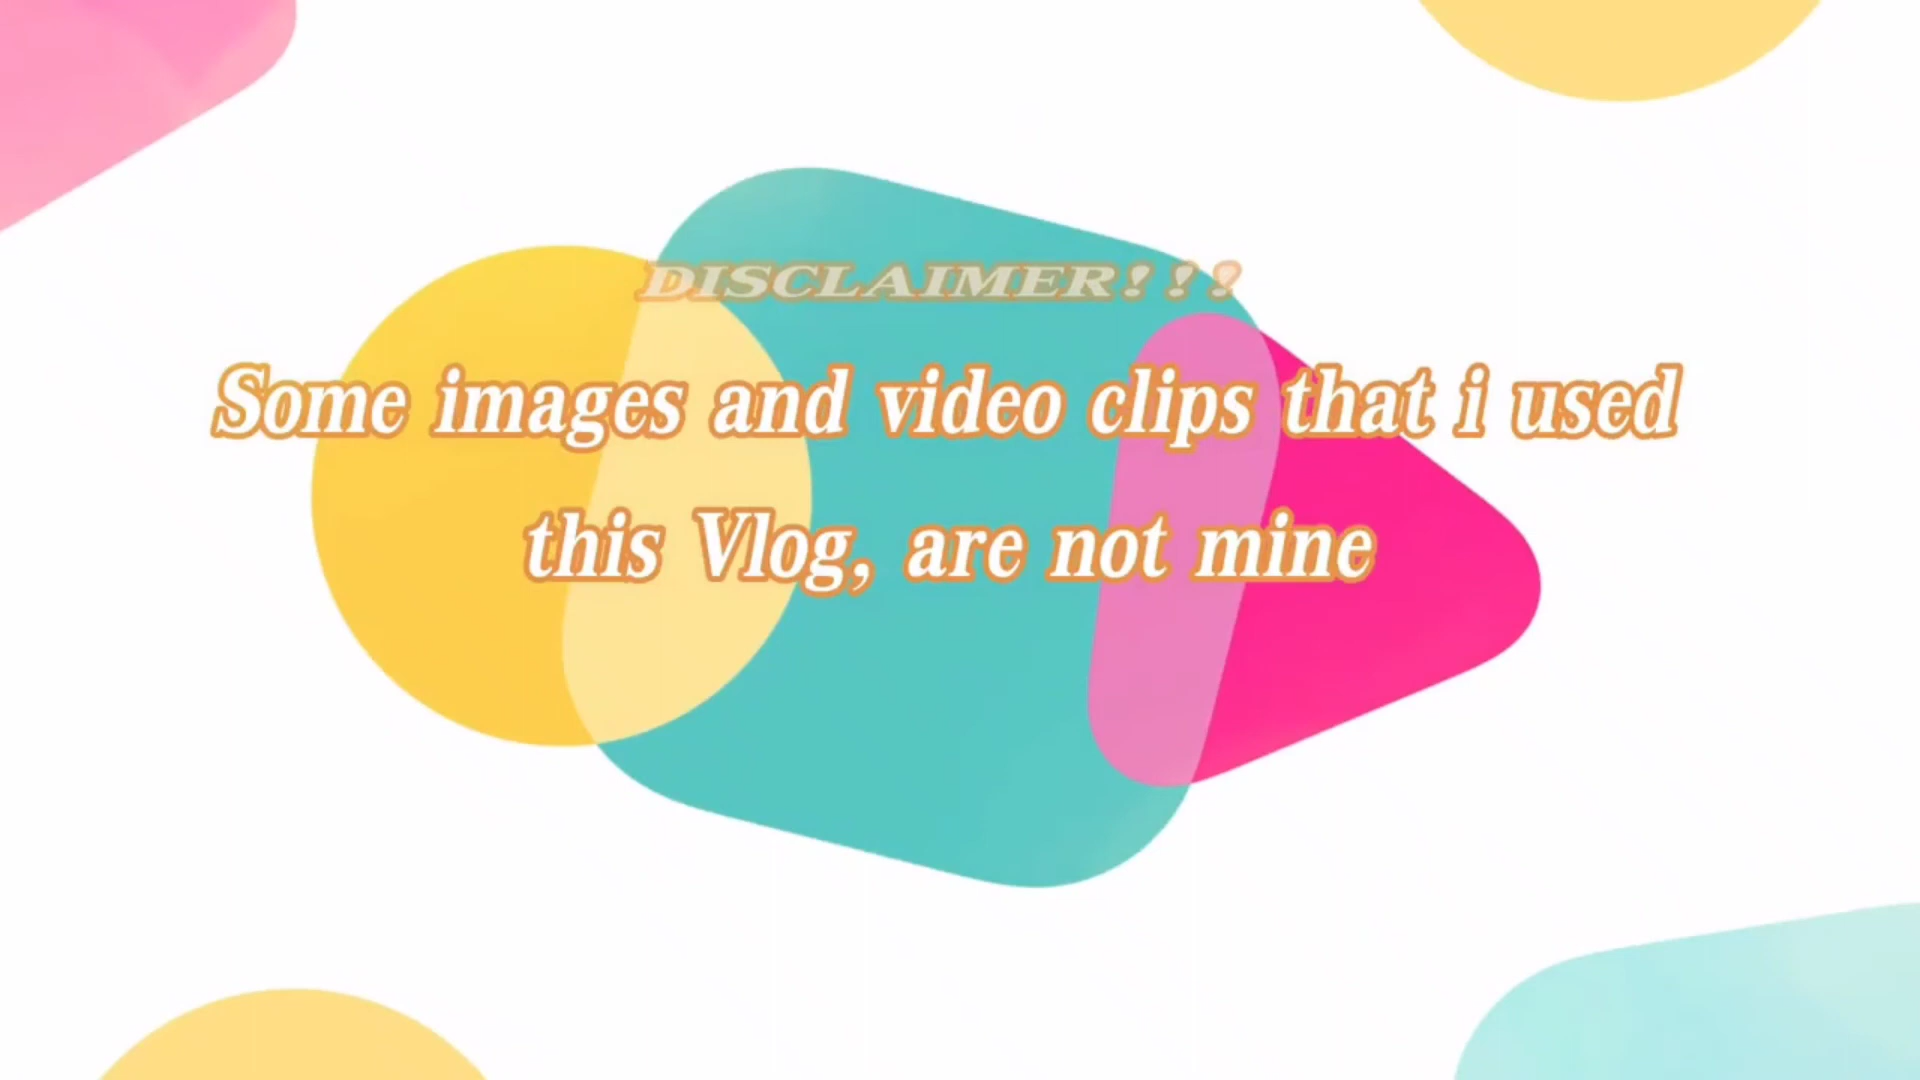 DISCLAIMER!!!
Some images and video clips that i used
this Vlog, are not mine